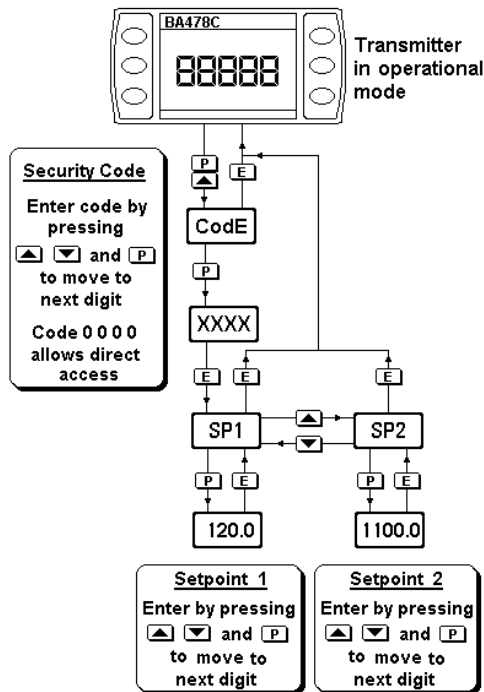 BA478C
88888
Transmitter
in operational
mode
P
E
Security Code
Enter code by
pressing
▲ ▼ and P
to move to
next digit
Code 0 0 0 0
allows direct
access
CodE
P
XXXX
E E E
SP1 SP2
P E P E
120.0 1100.0
Setpoint 1
Enter by pressing
▲ ▼ and P
to move to
next digit
Setpoint 2
Enter by pressing
▲ ▼ and P
to move to
next digit